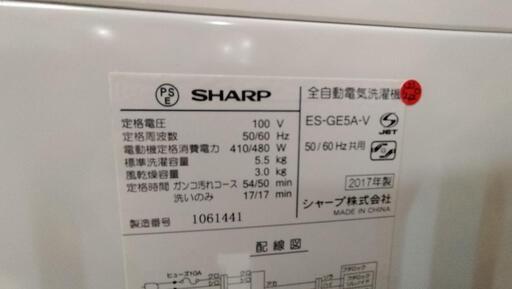 PS
E
SHARP
全自動電気洗濯機
ES-GE5A-V
JET
定格電圧 100 V
定格周波数 50/60 Hz
電動機定格消費電力 410/480 W
標準洗濯容量 5.5 kg
風乾燥容量 3.0 kg
定格時間 ガンコ汚れコース 54/50 min
洗いのみ 17/17 min
製造番号 1061441
50/60Hz共用
2017年製
シャープ株式会社
MADE IN CHINA
配線図
ヒューズ10A